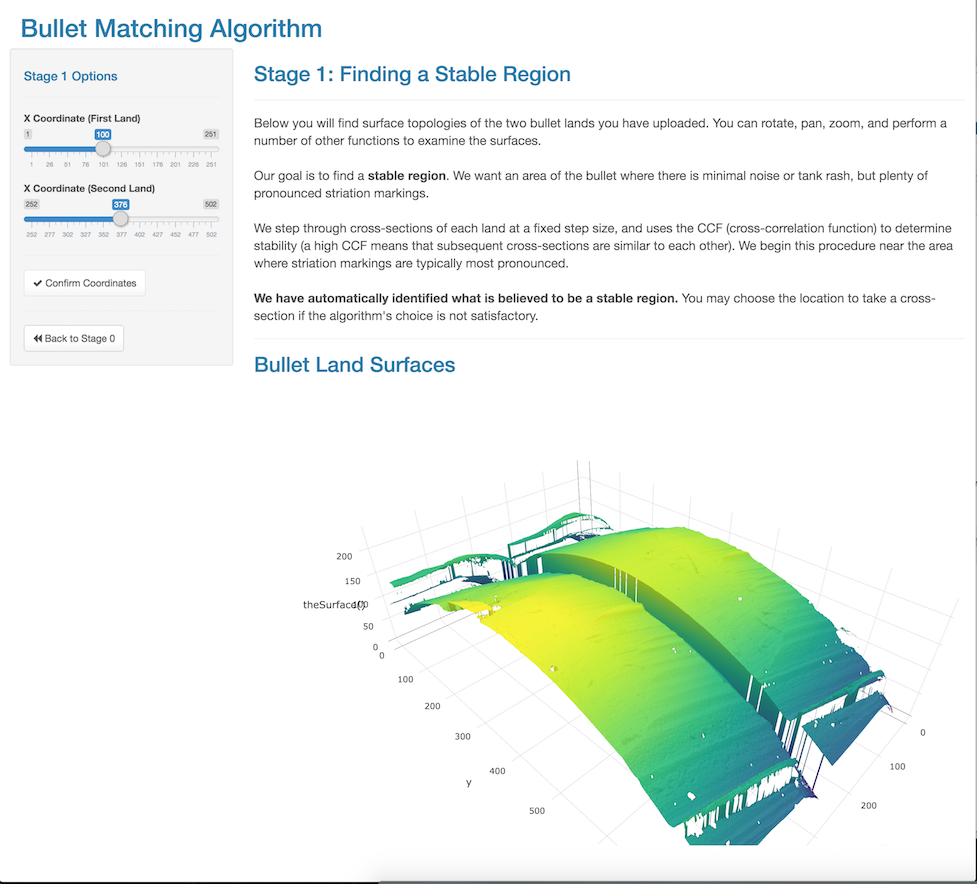 Bullet Matching Algorithm
Stage 1 Options
X Coordinate (First Land)
1 100 251
1 26 51 76 101 126 151 176 201 226 251
X Coordinate (Second Land)
252 376 502
252 277 302 327 352 377 402 427 452 477 502
Confirm Coordinates
Back to Stage 0
Stage 1: Finding a Stable Region
Below you will find surface topologies of the two bullet lands you have uploaded. You can rotate, pan, zoom, and perform a
number of other functions to examine the surfaces.
Our goal is to find a stable region. We want an area of the bullet where there is minimal noise or tank rash, but plenty of
pronounced striation markings.
We step through cross-sections of each land at a fixed step size, and uses the CCF (cross-correlation function) to determine
stability (a high CCF means that subsequent cross-sections are similar to each other). We begin this procedure near the area
where striation markings are typically most pronounced.
We have automatically identified what is believed to be a stable region. You may choose the location to take a cross-
section if the algorithm's choice is not satisfactory.
Bullet Land Surfaces
200
150
theSurface()
100
50
0
0
100
200
300
400
y
500
0
100
200